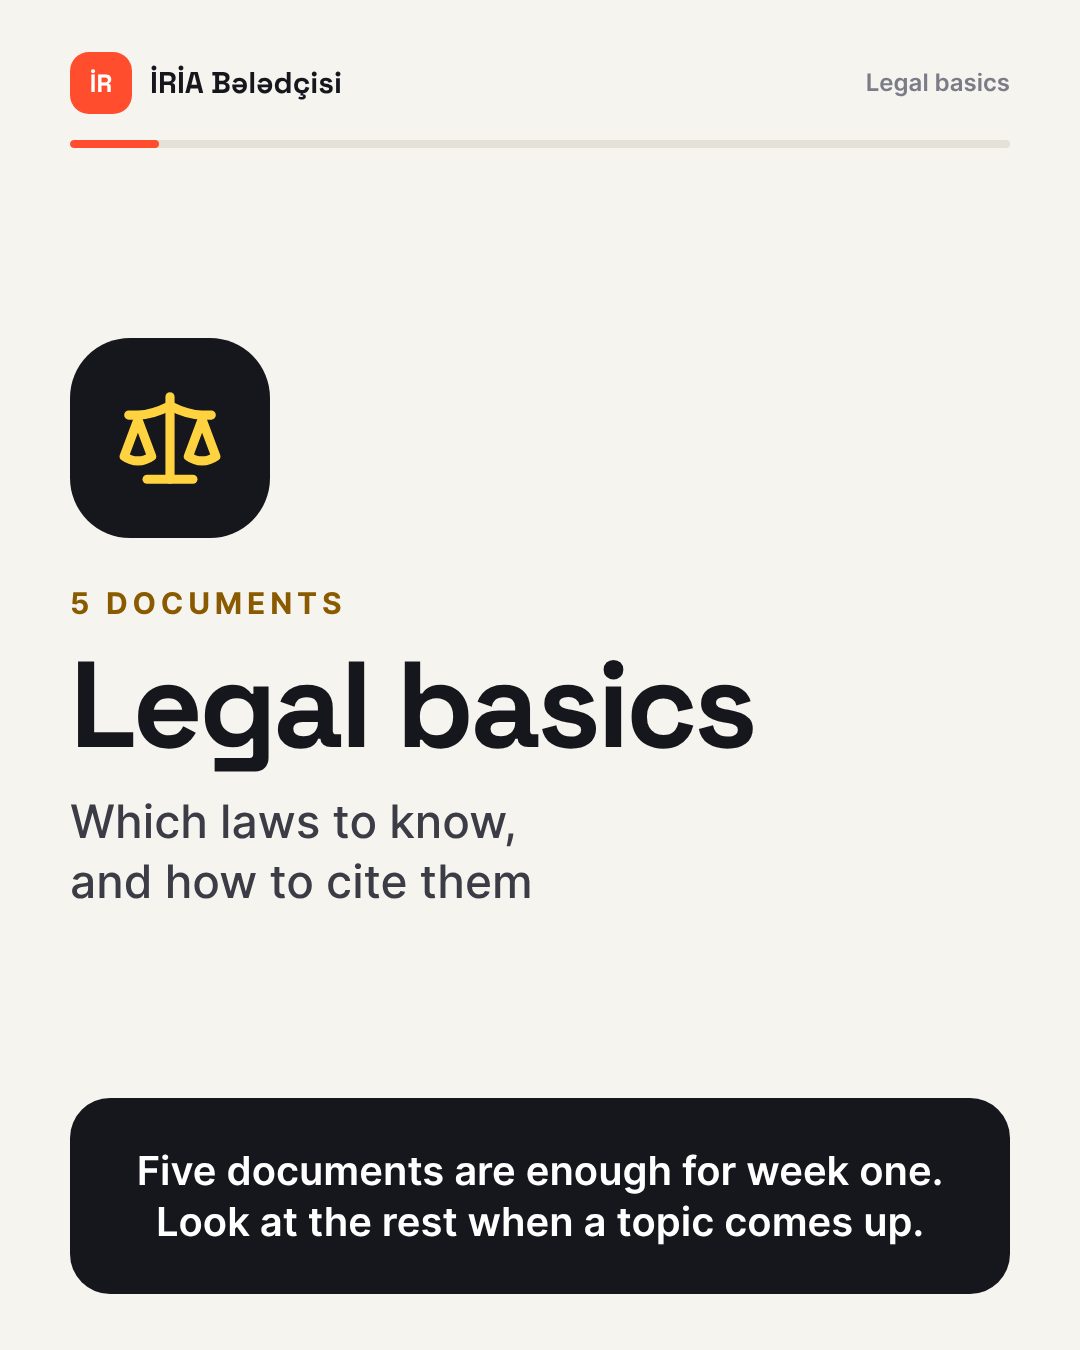 İR
İRİA Bələdçisi
Legal basics
5 DOCUMENTS
Legal basics
Which laws to know,
and how to cite them
Five documents are enough for week one.
Look at the rest when a topic comes up.